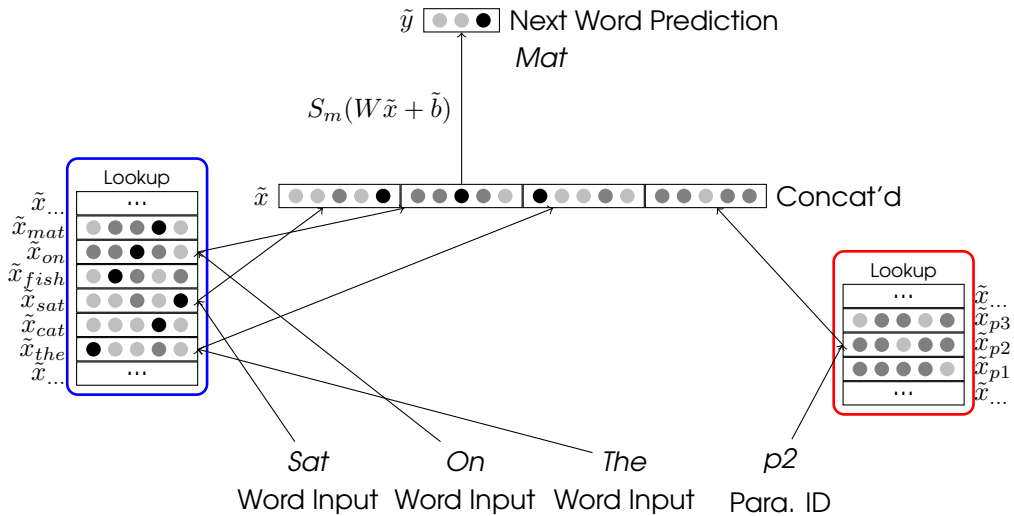 ỹ Next Word Prediction
Mat
S_m(Wx̃ + b̃)
Lookup
x̃ Concat'd
x̃_... ...
x̃_mat
x̃_on
x̃_fish
x̃_sat
x̃_cat
x̃_the
x̃_... ...
Lookup
... x̃_...
x̃_p3
x̃_p2
x̃_p1
... x̃_...
Sat On The p2
Word Input Word Input Word Input Para. ID